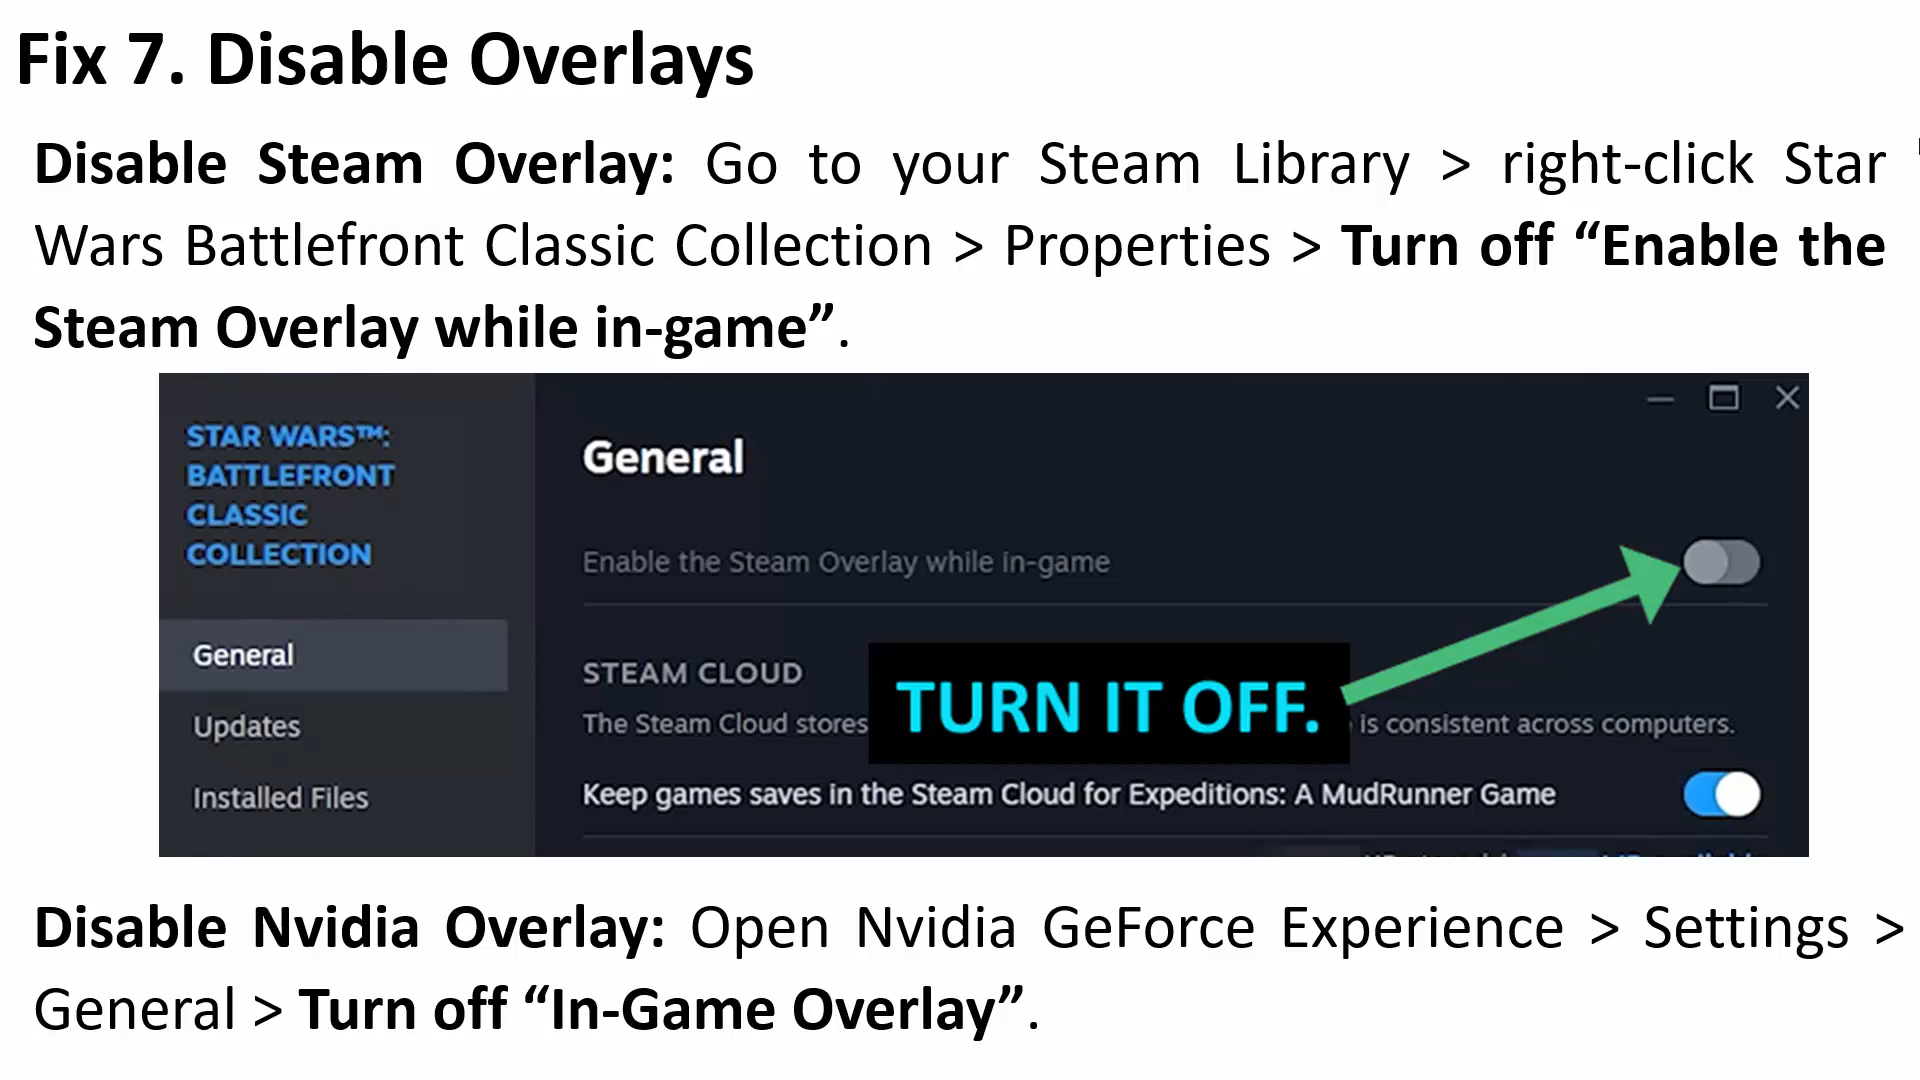 Fix 7. Disable Overlays
Disable Steam Overlay: Go to your Steam Library > right-click Star
Wars Battlefront Classic Collection > Properties > Turn off “Enable the
Steam Overlay while in-game”.
STAR WARS™:
BATTLEFRONT
CLASSIC
COLLECTION
General
Updates
Installed Files
General
Enable the Steam Overlay while in-game
STEAM CLOUD
TURN IT OFF.
The Steam Cloud stores is consistent across computers.
Keep games saves in the Steam Cloud for Expeditions: A MudRunner Game
Disable Nvidia Overlay: Open Nvidia GeForce Experience > Settings >
General > Turn off “In-Game Overlay”.